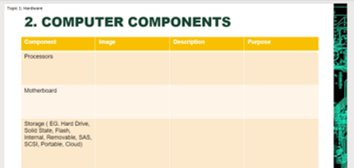 Topic 1: Hardware
2. COMPUTER COMPONENTS
Component Image Description Purpose
Processors
Motherboard
Storage ( EG. Hard Drive,
Solid State, Flash,
Internal, Removable, SAS,
SCSI, Portable, Cloud)